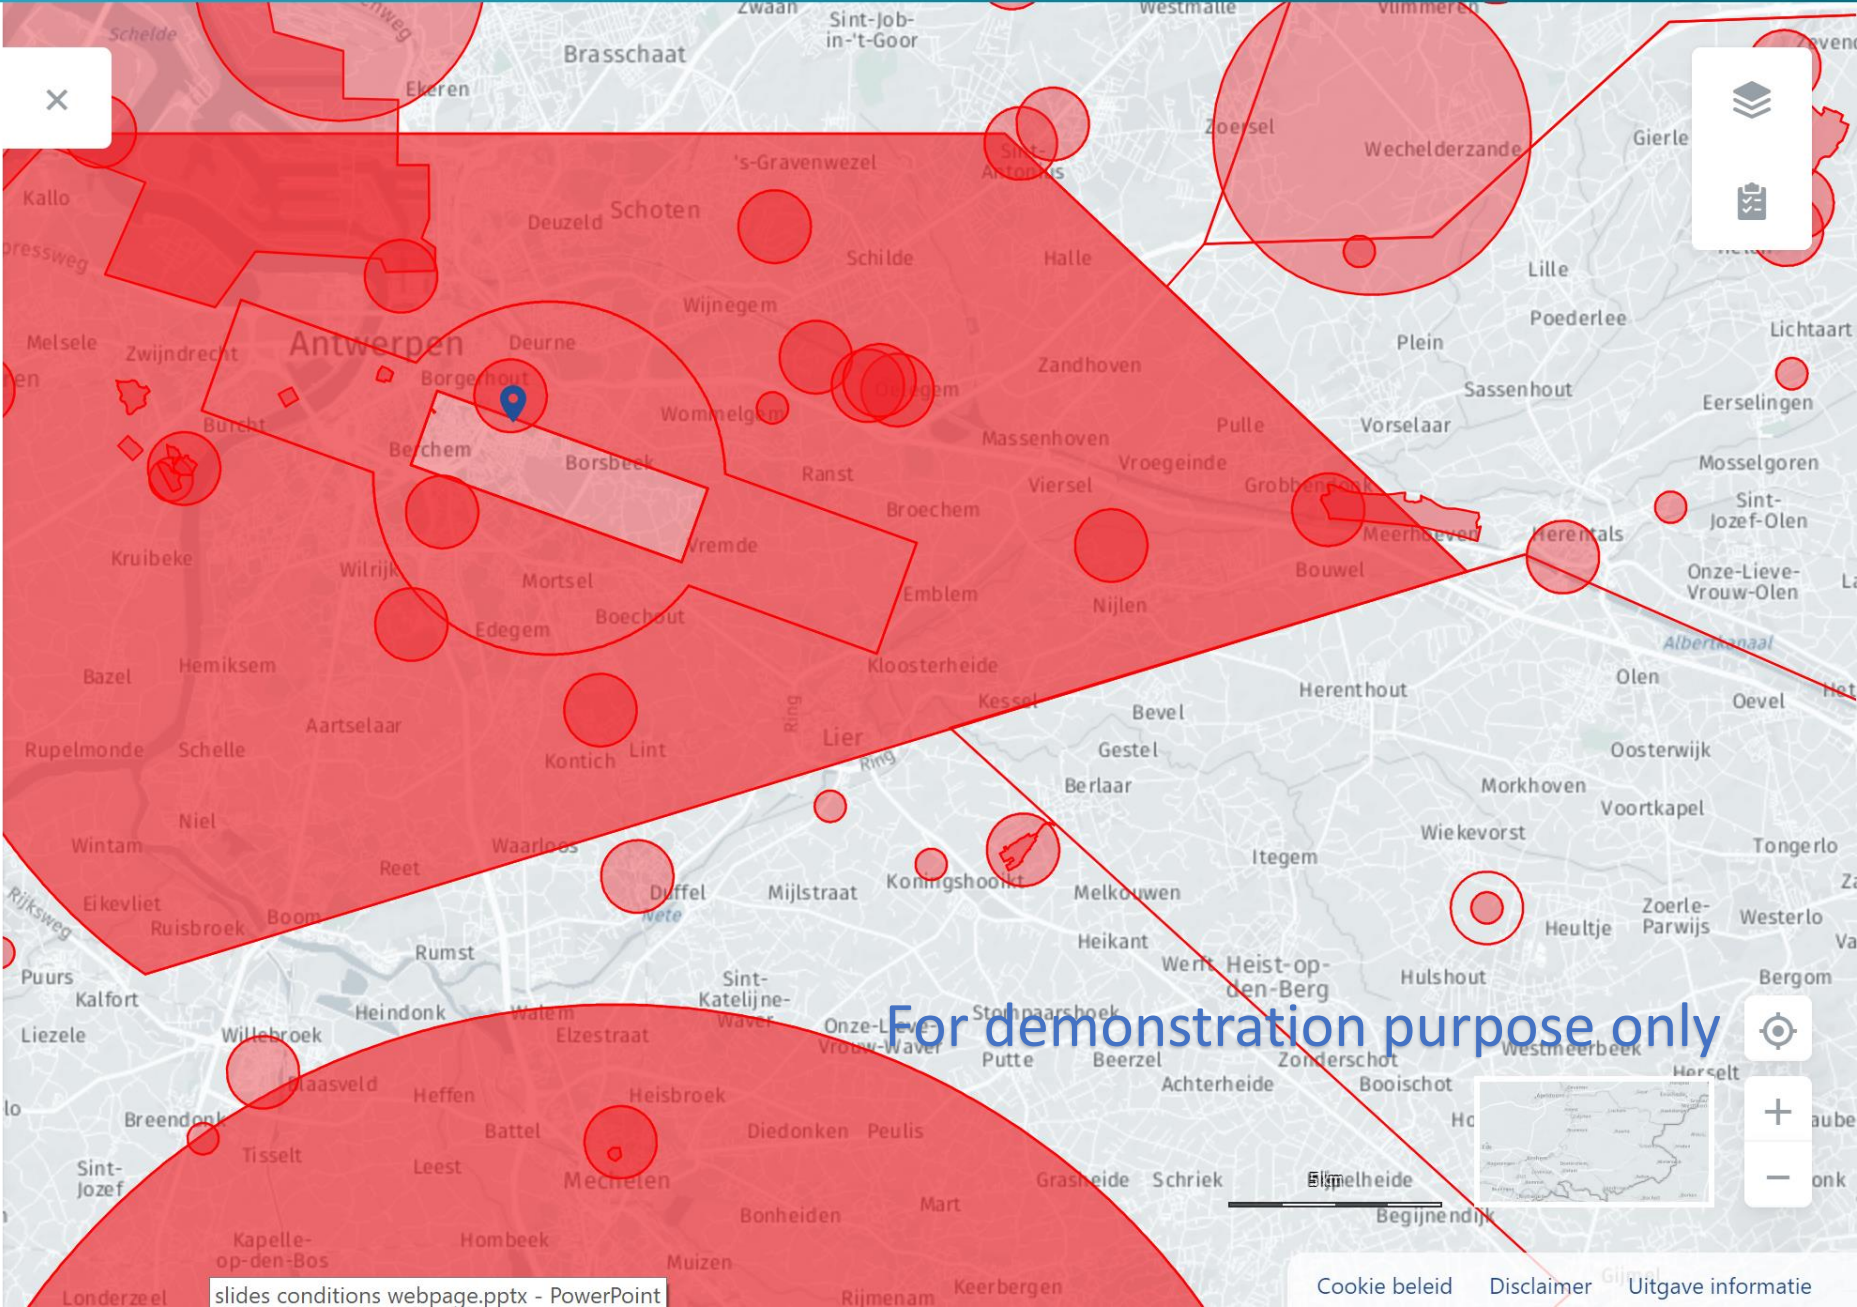 Zwaan
Sint-Job-
in-'t-Goor
Westmalle
Vlimmeren
Schelde
Brasschaat
Ekeren
Zoersel
Wechelderzande
Gierle
's-Gravenwezel
Sint-
Antonius
Kallo
Deuzeld
Schoten
pressweg
Schilde
Halle
Lille
Wijnegem
Poederlee
Lichtaart
Melsele
Zwijndrecht
Antwerpen
Deurne
Plein
Zandhoven
Borgerhout
Sassenhout
Eerselingen
Wommelgem
Burcht
Pulle
Vorselaar
Berchem
Borsbeek
Massenhoven
Vroegeinde
Mosselgoren
Ranst
Viersel
Grobbendonk
Sint-
Jozef-Olen
Broechem
Meerhoeven
Herentals
Vremde
Kruibeke
Wilrijk
Mortsel
Bouwel
Onze-Lieve-
Vrouw-Olen
Emblem
Nijlen
Boechout
Edegem
Albertkanaal
Bazel
Hemiksem
Kloosterheide
Olen
Herenthout
Kessel
Oevel
Bevel
Aartselaar
Ring
Rupelmonde
Schelle
Lint
Lier
Kontich
Ring
Gestel
Oosterwijk
Berlaar
Morkhoven
Voortkapel
Niel
Wiekevorst
Wintam
Waarloos
Tongerlo
Reet
Itegem
Koningshooikt
Duffel
Mijlstraat
Melkouwen
Rijksweg
Eikevliet
Nete
Zoerle-
Parwijs
Westerlo
Boom
Ruisbroek
Heultje
Rumst
Heikant
Puurs
Werft
Heist-op-
den-Berg
Hulshout
Bergom
Kalfort
Sint-
Katelijne-
Waver
Heindonk
Walem
Stompaarshoek
For demonstration purpose only
Liezele
Willebroek
Elzestraat
Onze-Lieve-
Vrouw-Waver
Putte
Beerzel
Zonderschot
Westmeerbeek
Herselt
Blaasveld
Achterheide
Booischot
Heffen
Heisbroek
Breendonk
Battel
Diedonken
Peulis
Tisselt
Leest
Sint-
Jozef
Mechelen
Grasheide
Schriek
5 km
Begijnendijk
Mart
Bonheiden
Kapelle-
op-den-Bos
Hombeek
Muizen
Londerzeel
Rijmenam
Keerbergen
slides conditions webpage.pptx - PowerPoint
Cookie beleid
Disclaimer
Uitgave informatie